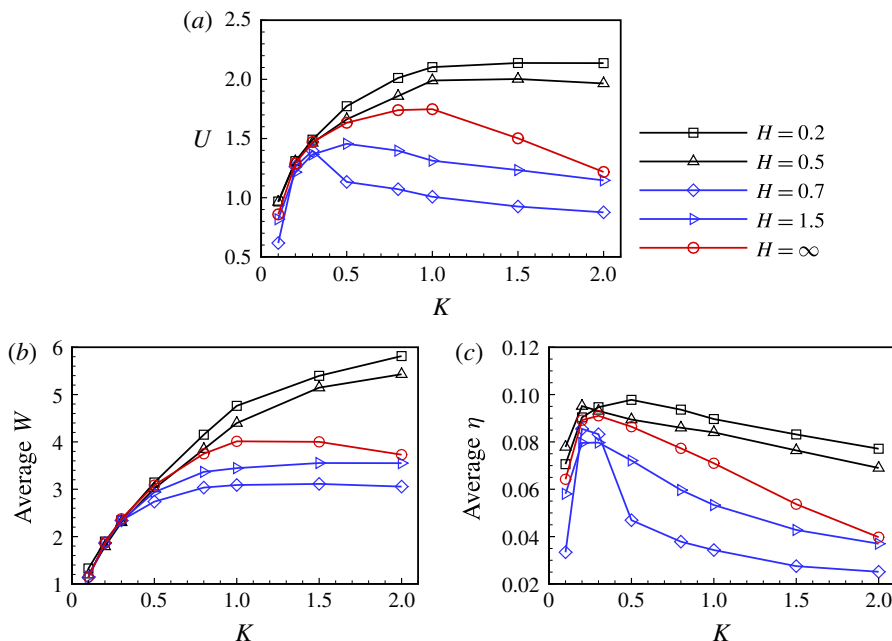 (a)
2.5
2.0
1.5
1.0
0.5
U
0 0.5 1.0 1.5 2.0
K
H = 0.2
H = 0.5
H = 0.7
H = 1.5
H = ∞
(b)
6
5
4
3
2
1
Average W
0 0.5 1.0 1.5 2.0
K
(c)
0.12
0.10
0.08
0.06
0.04
0.02
Average η
0 0.5 1.0 1.5 2.0
K